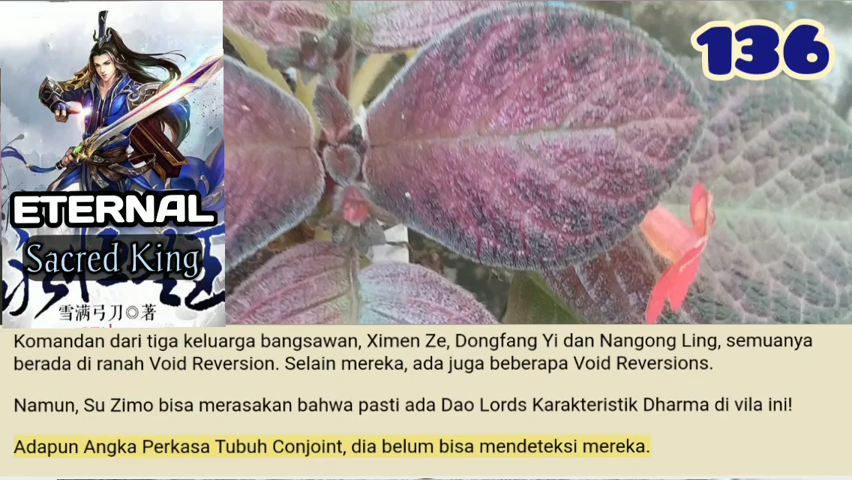 136
ETERNAL
Sacred King
雪满弓刀◎著
Komandan dari tiga keluarga bangsawan, Ximen Ze, Dongfang Yi dan Nangong Ling, semuanya
berada di ranah Void Reversion. Selain mereka, ada juga beberapa Void Reversions.
Namun, Su Zimo bisa merasakan bahwa pasti ada Dao Lords Karakteristik Dharma di vila ini!
Adapun Angka Perkasa Tubuh Conjoint, dia belum bisa mendeteksi mereka.